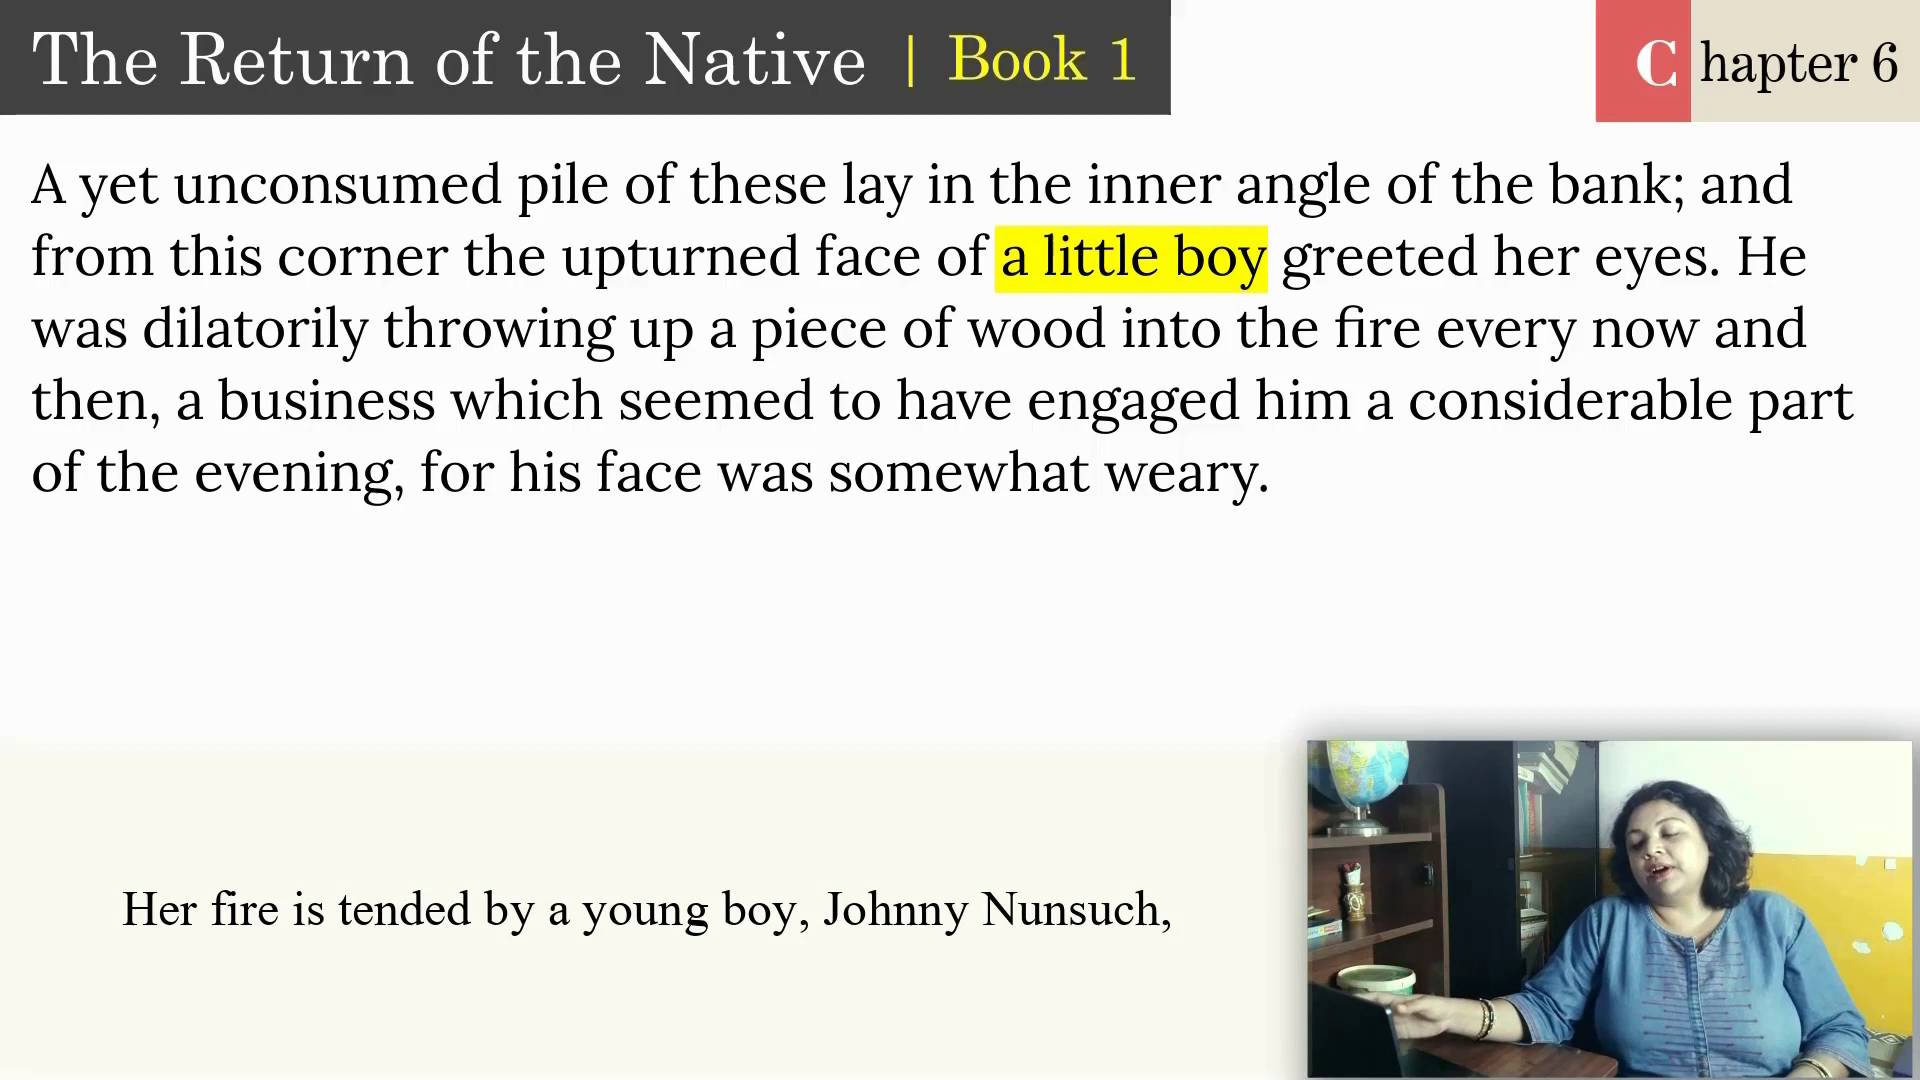 The Return of the Native | Book 1
Chapter 6
A yet unconsumed pile of these lay in the inner angle of the bank; and
from this corner the upturned face of a little boy greeted her eyes. He
was dilatorily throwing up a piece of wood into the fire every now and
then, a business which seemed to have engaged him a considerable part
of the evening, for his face was somewhat weary.
Her fire is tended by a young boy, Johnny Nunsuch,